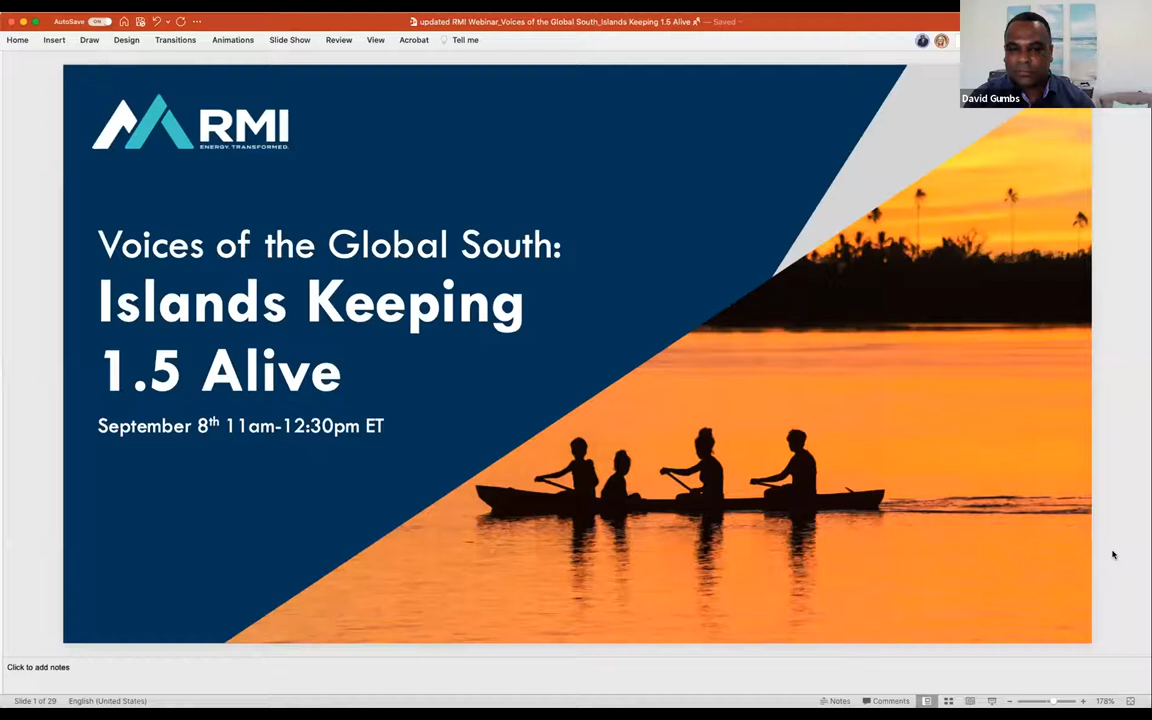 AutoSave ON
updated RMI Webinar_Voices of the Global South_Islands Keeping 1.5 Alive — Saved
Home Insert Draw Design Transitions Animations Slide Show Review View Acrobat Tell me
David Gumbs
RMI
ENERGY. TRANSFORMED.
Voices of the Global South:
Islands Keeping
1.5 Alive
September 8th 11am-12:30pm ET
Click to add notes
Slide 1 of 29 English (United States) Notes Comments 178%